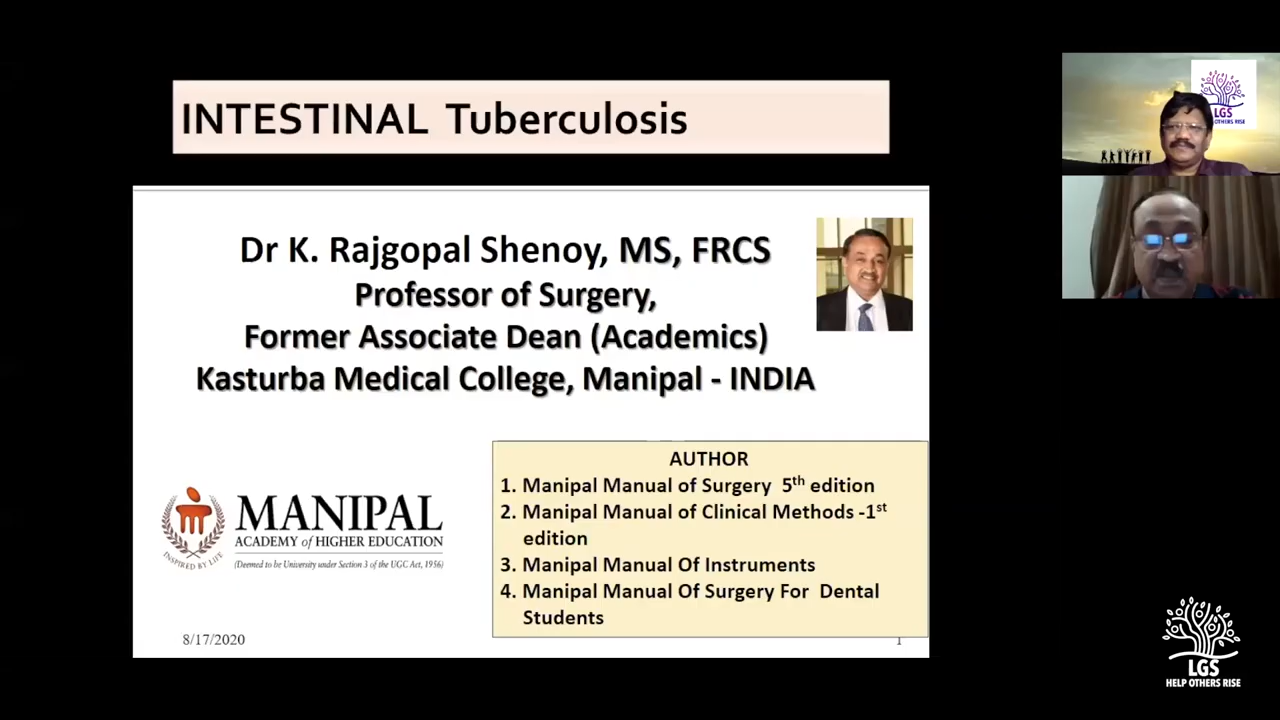 INTESTINAL Tuberculosis
LGS
OTHERS RISE
Dr K. Rajgopal Shenoy, MS, FRCS
Professor of Surgery,
Former Associate Dean (Academics)
Kasturba Medical College, Manipal - INDIA
AUTHOR
1. Manipal Manual of Surgery 5th edition
2. Manipal Manual of Clinical Methods -1st
edition
3. Manipal Manual Of Instruments
4. Manipal Manual Of Surgery For Dental
Students
INSPIRED BY LIFE
MANIPAL
ACADEMY of HIGHER EDUCATION
(Deemed to be University under Section 3 of the UGC Act, 1956)
8/17/2020
1
LGS
HELP OTHERS RISE